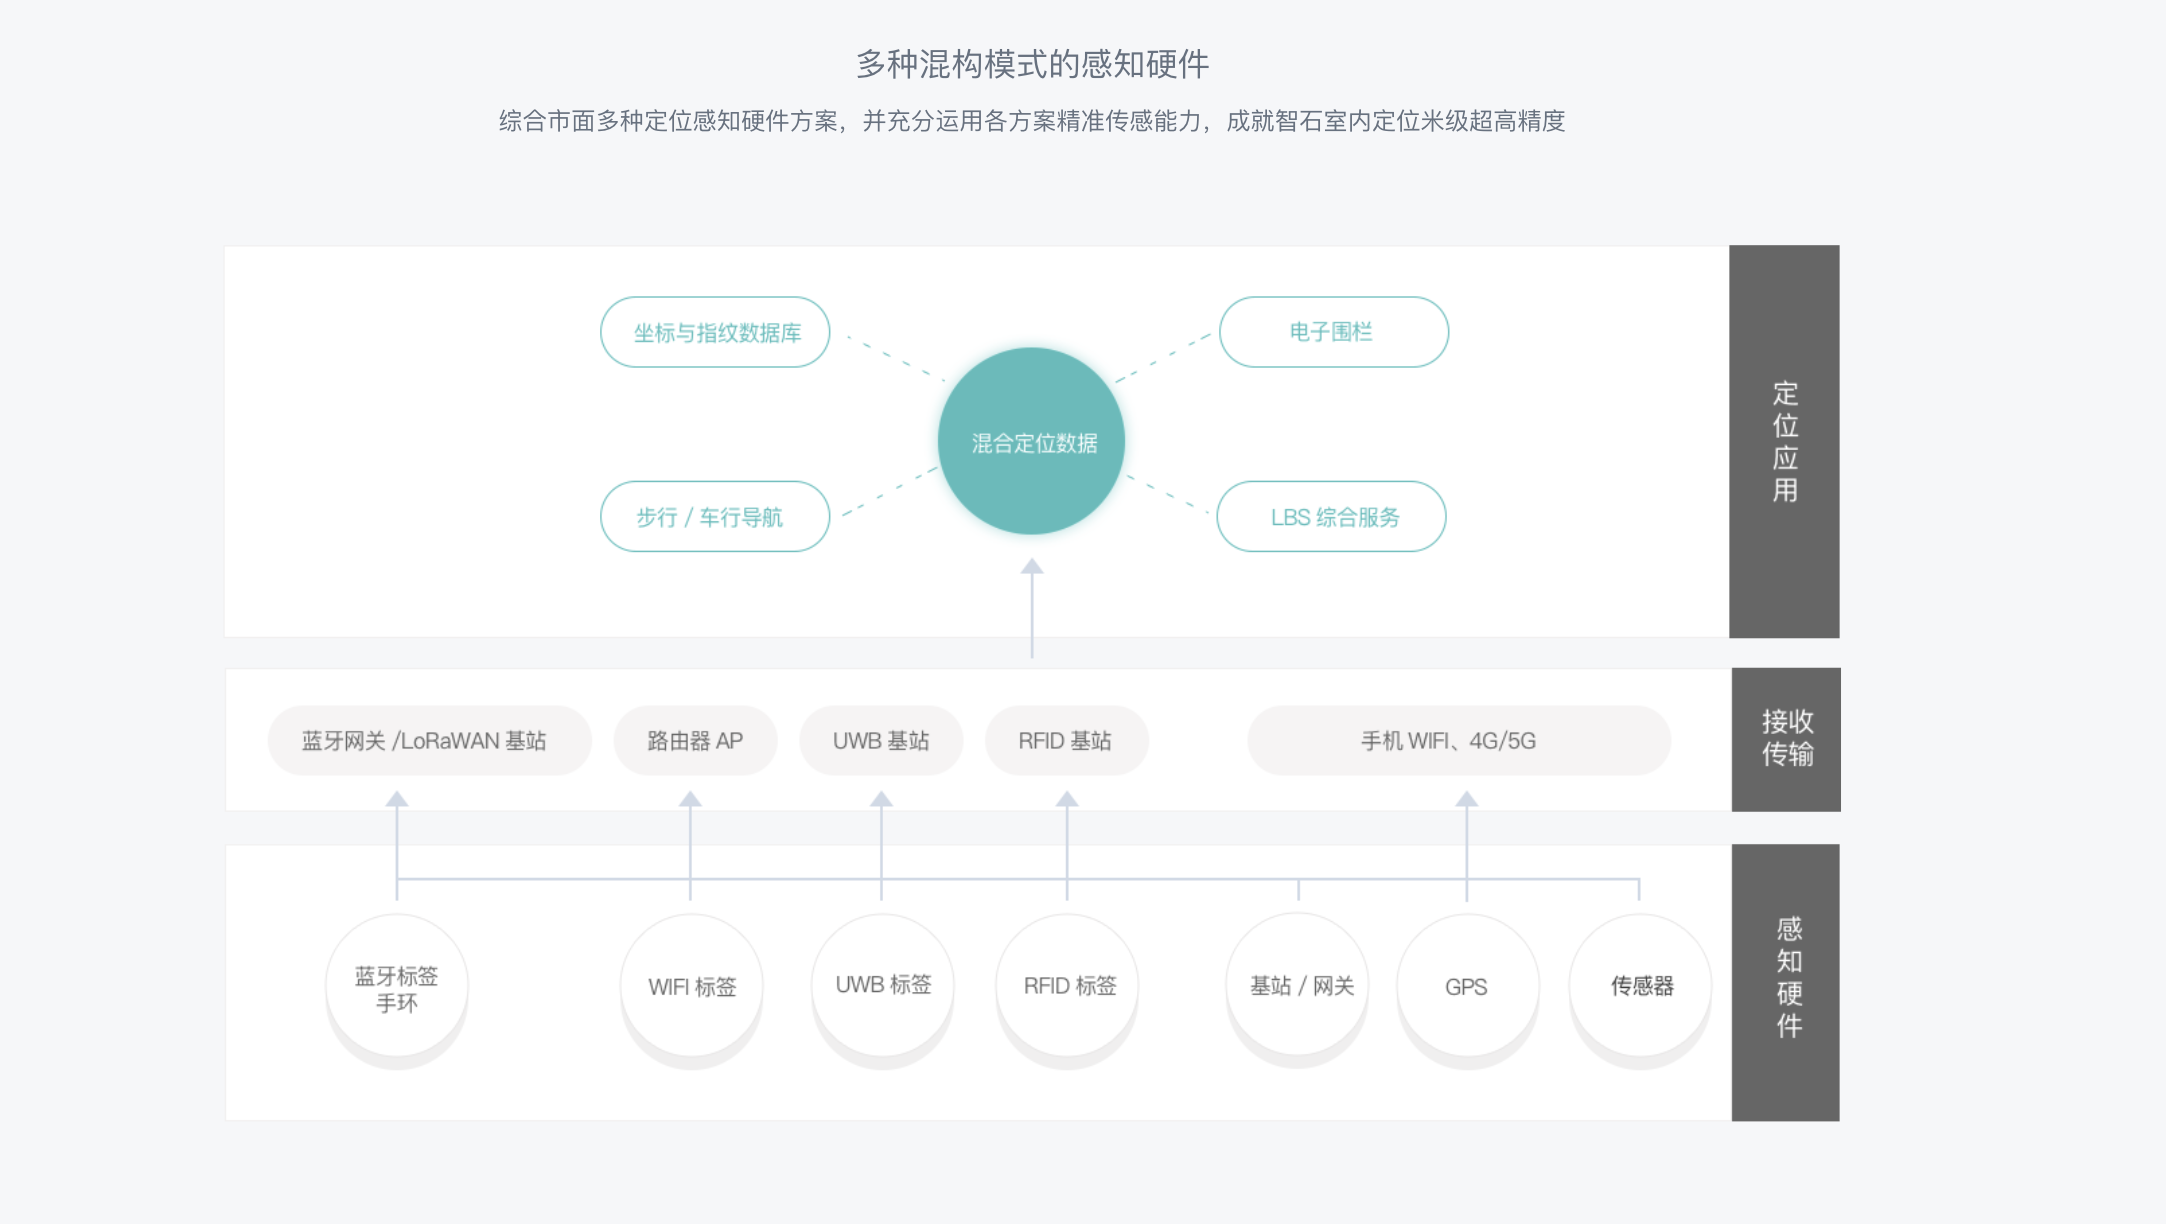 多种混构模式的感知硬件
综合市面多种定位感知硬件方案，并充分运用各方案精准传感能力，成就智石室内定位米级超高精度
坐标与指纹数据库
电子围栏
混合定位数据
步行 / 车行导航
LBS 综合服务
定位应用
蓝牙网关 /LoRaWAN 基站
路由器 AP
UWB 基站
RFID 基站
手机 WIFI、4G/5G
接收
传输
蓝牙标签
手环
WIFI 标签
UWB 标签
RFID 标签
基站 / 网关
GPS
传感器
感知硬件